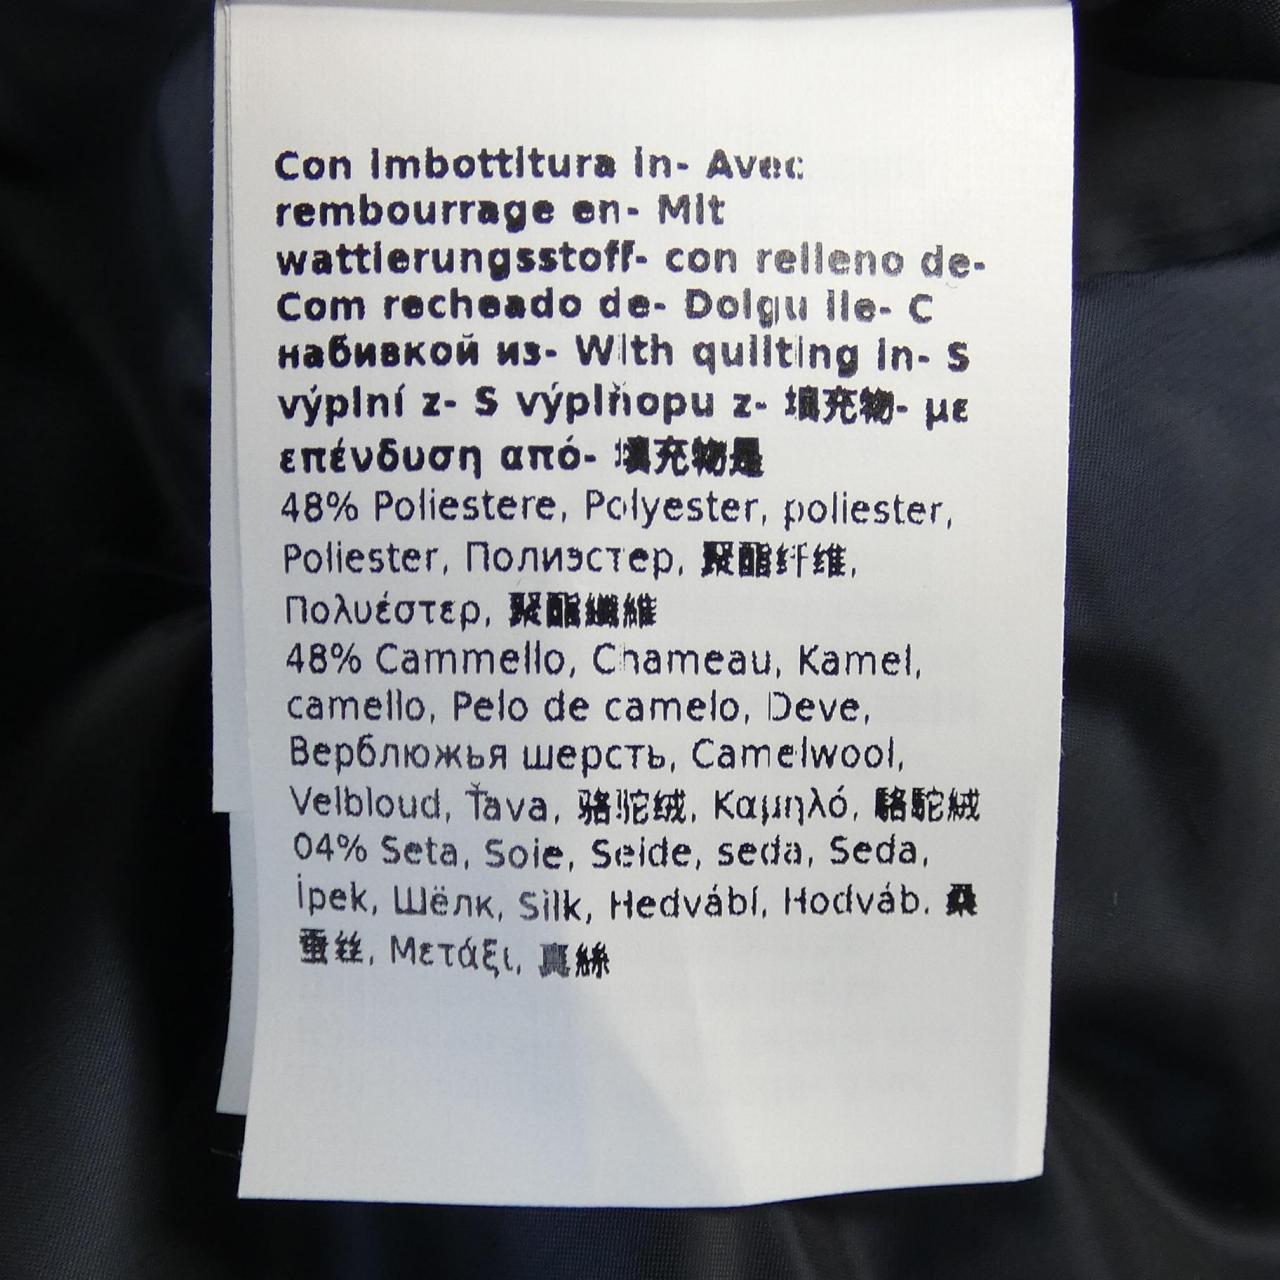 Con imbottitura in- Avec
rembourrage en- Mit
wattierungsstoff- con relleno de-
Com recheado de- Dolgu ile- C
набивкой из- With quilting in- S
výplní z- S výplňopu z- 填充物- με
επένδυση από- 填充物是
48% Poliestere, Polyester, poliester,
Poliester, Полиэстер, 聚酯纤维,
Πολυέστερ, 聚酯纖維
48% Cammello, Chameau, Kamel,
camello, Pelo de camelo, Deve,
Верблюжья шерсть, Camelwool,
Velbloud, Ťava, 骆驼绒, Καμηλό, 駱駝絨
04% Seta, Soie, Seide, seda, Seda,
İpek, Шёлк, Silk, Hedvábí, Hodváb. 桑
蚕丝, Μετάξι, 真絲